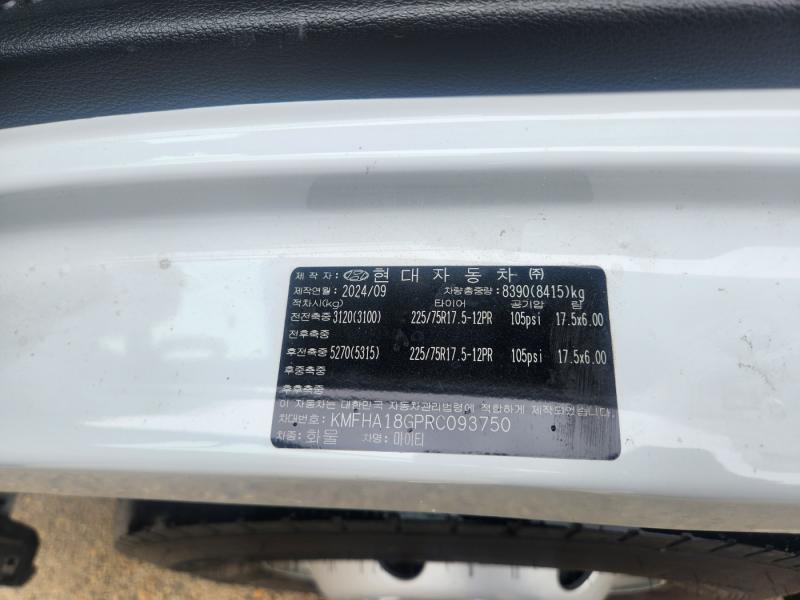 제작자: 현대자동차 ㈜
제작연월: 2024/09 차량총중량: 8390(8415)kg
적차시(kg) 타이어 공기압 림
전전축중 3120(3100) 225/75R17.5-12PR 105psi 17.5x6.00
전후축중
후전축중 5270(5315) 225/75R17.5-12PR 105psi 17.5x6.00
후중축중
후후축중
이 자동차는 대한민국 자동차관리법령에 적합하게 제작되었습니다.
차대번호: KMFHA18GPRC093750
차종: 화물 차명: 마이티